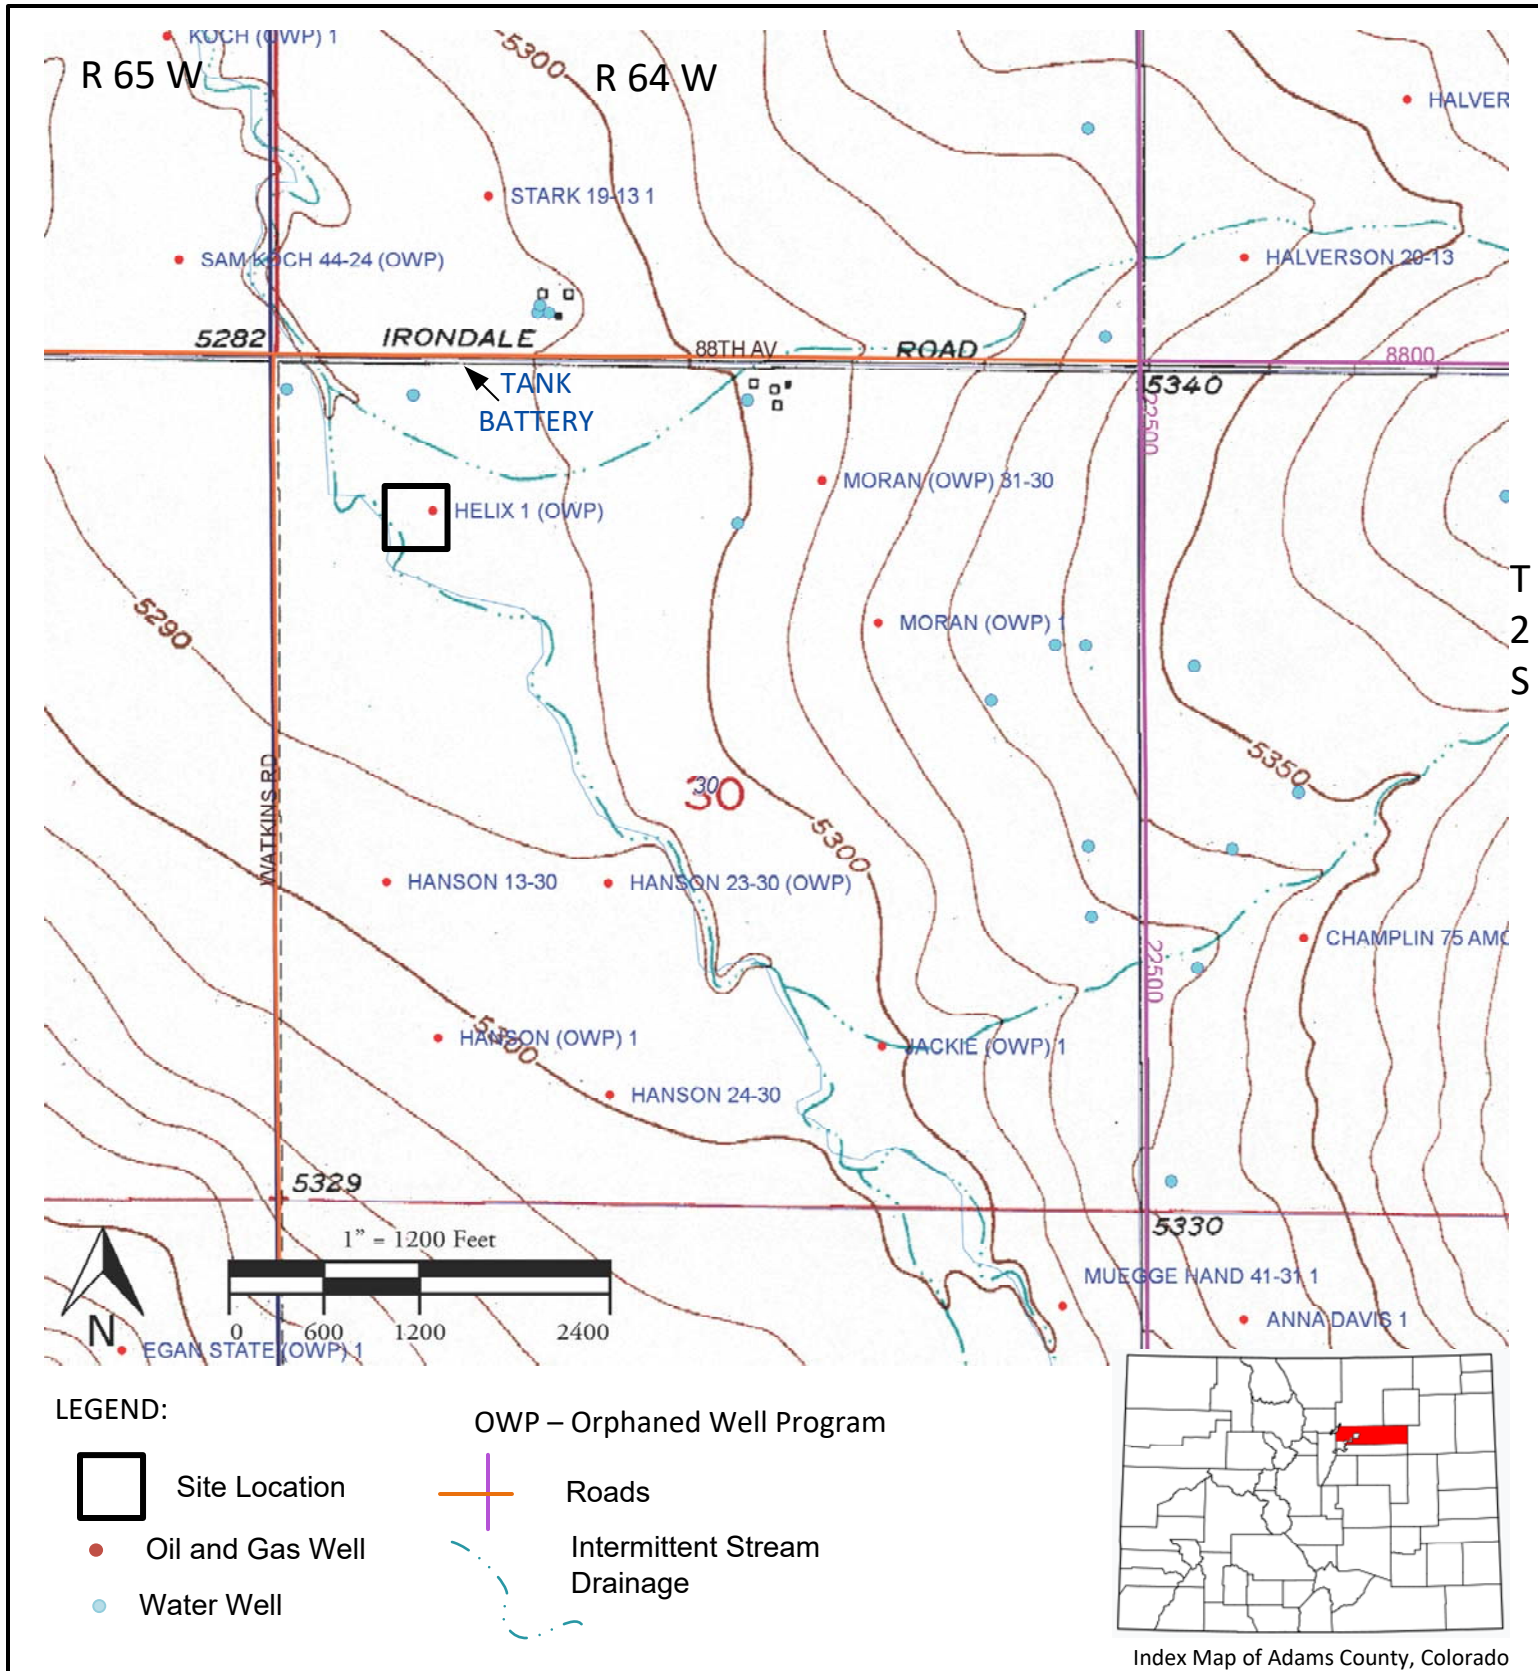 KOCH (OWP) 1
R 65 W
R 64 W
5300
HALVER
STARK 19-13 1
SAM KOCH 44-24 (OWP)
HALVERSON 20-13
5282
IRONDALE
88TH AV
ROAD
8800
TANK
BATTERY
5340
22500
MORAN (OWP) 31-30
HELIX 1 (OWP)
T
2
S
5290
MORAN (OWP) 1
WATKINS RD
30
30
5350
5300
HANSON 13-30
HANSON 23-30 (OWP)
CHAMPLIN 75 AMO
22500
HANSON (OWP) 1
5300
JACKIE (OWP) 1
HANSON 24-30
5329
5330
1” = 1200 Feet
MUEGGE HAND 41-31 1
ANNA DAVIS 1
N
0 600 1200 2400
EGAN STATE (OWP) 1
LEGEND:
OWP – Orphaned Well Program
Site Location
Roads
Oil and Gas Well
Intermittent Stream
Drainage
Water Well
Index Map of Adams County, Colorado